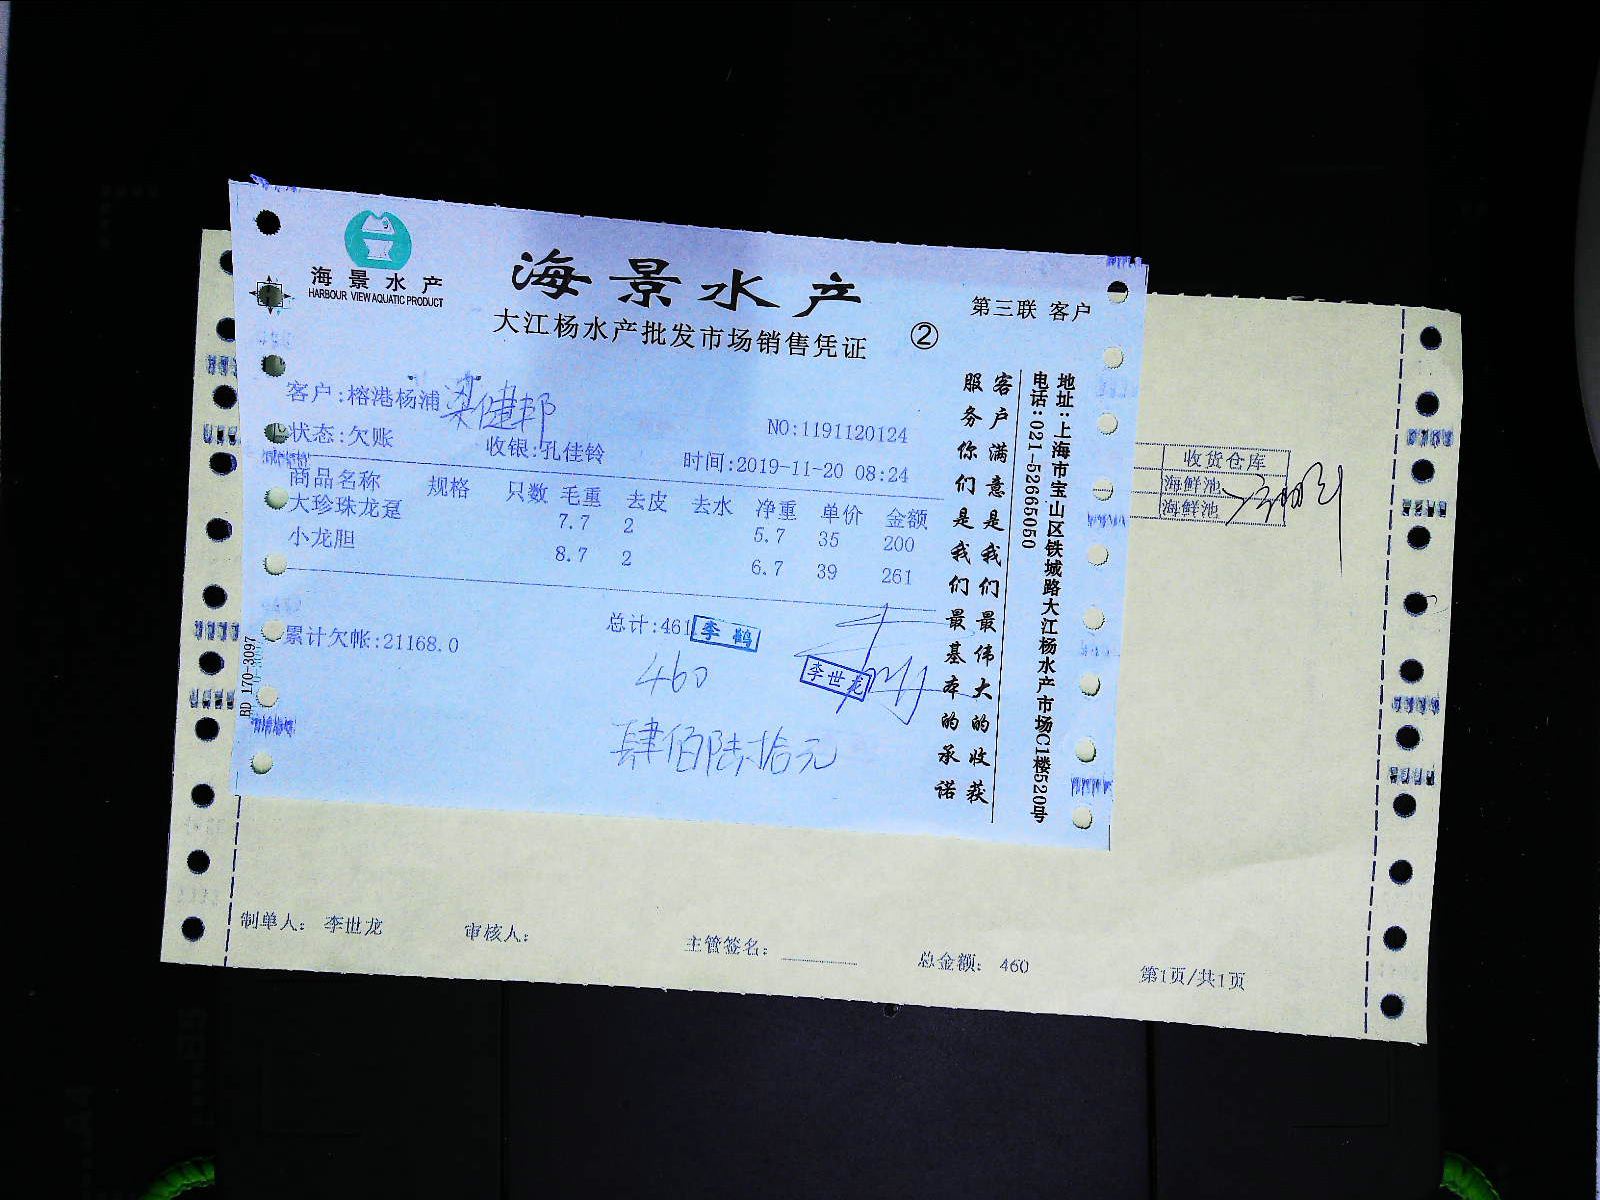 海景水产
HARBOUR VIEW AQUATIC PRODUCT
海景水产
大江杨水产批发市场销售凭证
②
第三联 客户
客户:榕港杨浦
NO:1191120124
状态:欠账 收银:孔佳铃 时间:2019-11-20 08:24
商品名称 规格 只数 毛重 去皮 去水 净重 单价 金额
大珍珠龙趸 7.7 2 5.7 35 200
小龙胆 8.7 2 6.7 39 261
累计欠帐:21168.0 总计:461
李鹤
460
李世龙
肆佰陆拾元
客户满意是我们最伟大的收获
服务你们是我们最基本的承诺
地址:上海市宝山区铁城路大江杨水产市场C1楼520号
电话:021-52665050
BD 170-3097
收货仓库
海鲜池
海鲜池
制单人: 李世龙 审核人: 主管签名: 总金额: 460 第1页/共1页